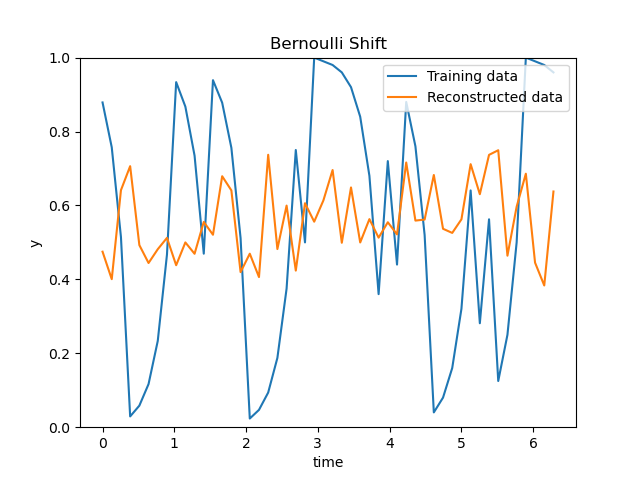 Bernoulli Shift
1.0
Training data
Reconstructed data
0.8
0.6
y
0.4
0.2
0.0
0 1 2 3 4 5 6
time